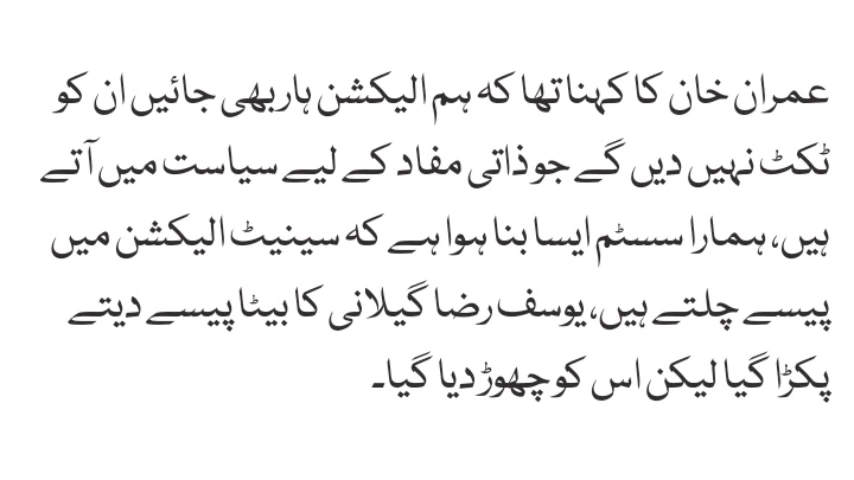 عمران خان کا کہنا تھا کہ ہم الیکشن ہار بھی جائیں ان کو
ٹکٹ نہیں دیں گے جو ذاتی مفاد کے لیے سیاست میں آتے
ہیں، ہمارا سسٹم ایسا بنا ہوا ہے کہ سینیٹ الیکشن میں
پیسے چلتے ہیں، یوسف رضا گیلانی کا بیٹا پیسے دیتے
پکڑا گیا لیکن اس کو چھوڑ دیا گیا۔